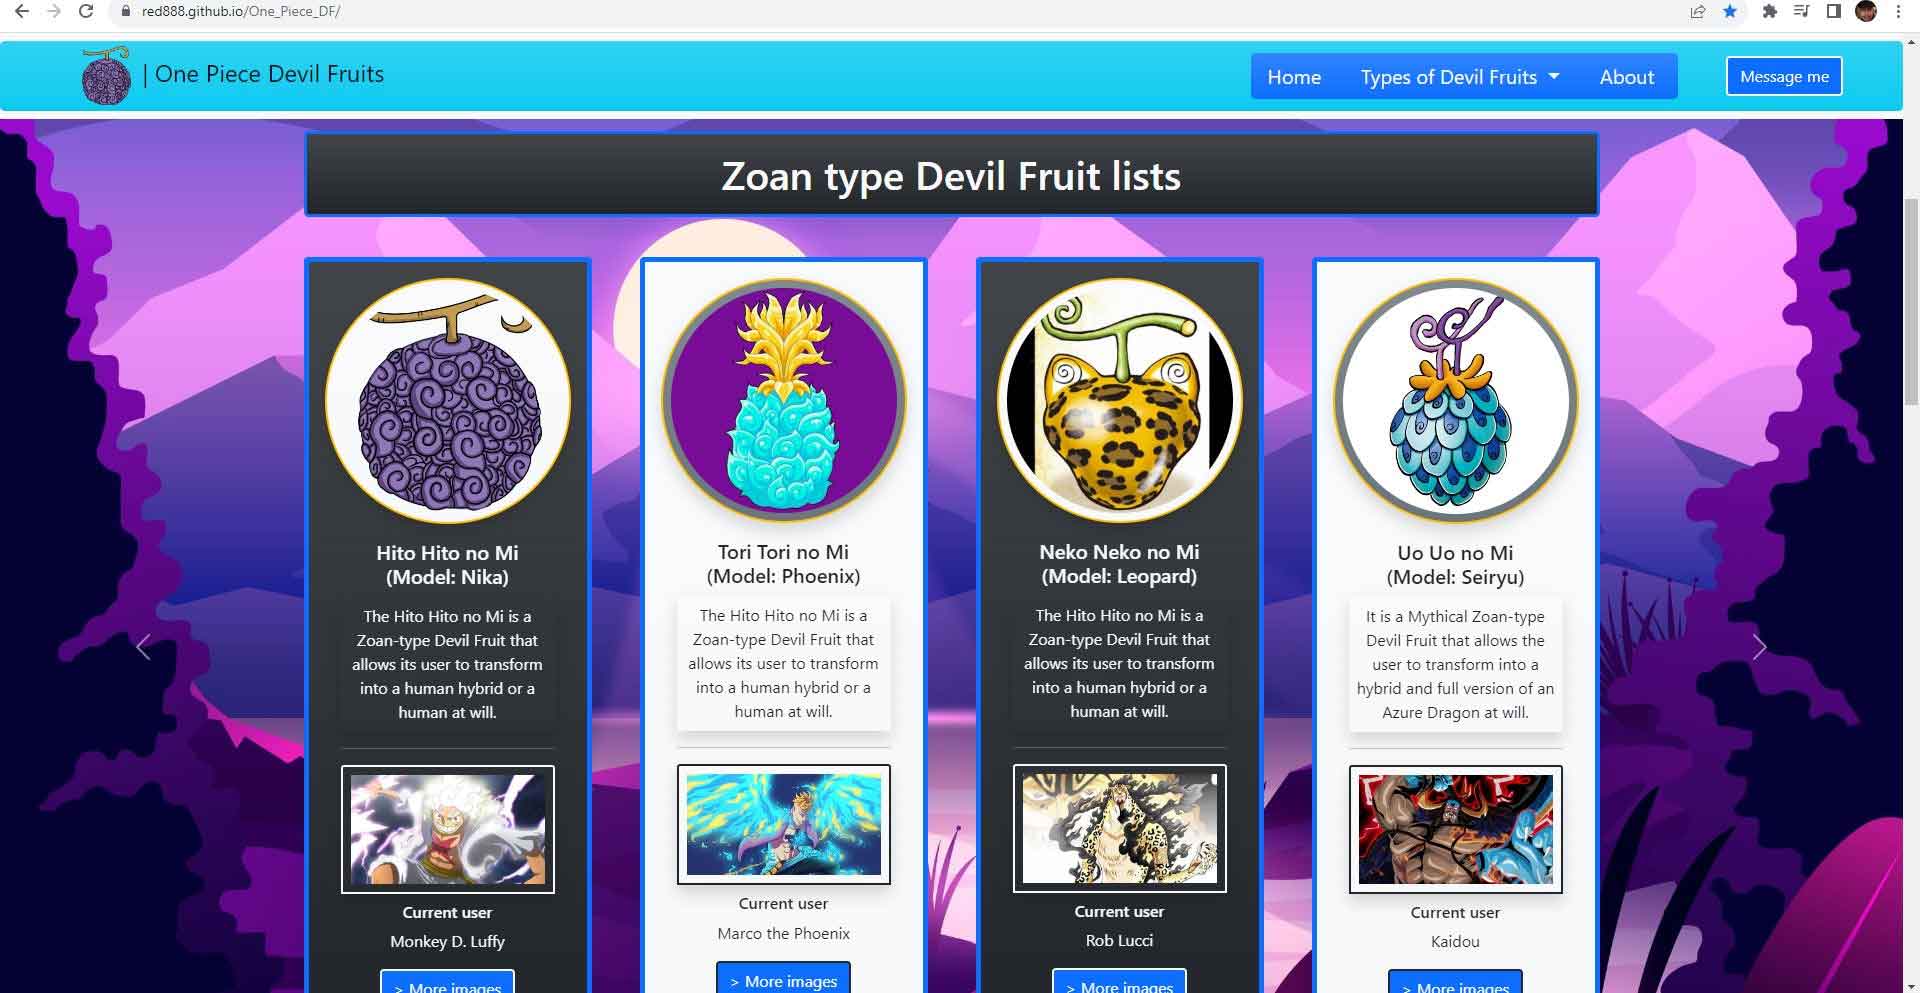 red888.github.io/One_Piece_DF/
| One Piece Devil Fruits
Home
Types of Devil Fruits
About
Message me
Zoan type Devil Fruit lists
Hito Hito no Mi
(Model: Nika)
The Hito Hito no Mi is a
Zoan-type Devil Fruit that
allows its user to transform
into a human hybrid or a
human at will.
Current user
Monkey D. Luffy
> More images
Tori Tori no Mi
(Model: Phoenix)
The Hito Hito no Mi is a
Zoan-type Devil Fruit that
allows its user to transform
into a human hybrid or a
human at will.
Current user
Marco the Phoenix
> More images
Neko Neko no Mi
(Model: Leopard)
The Hito Hito no Mi is a
Zoan-type Devil Fruit that
allows its user to transform
into a human hybrid or a
human at will.
Current user
Rob Lucci
> More images
Uo Uo no Mi
(Model: Seiryu)
It is a Mythical Zoan-type
Devil Fruit that allows the
user to transform into a
hybrid and full version of an
Azure Dragon at will.
Current user
Kaidou
> More images